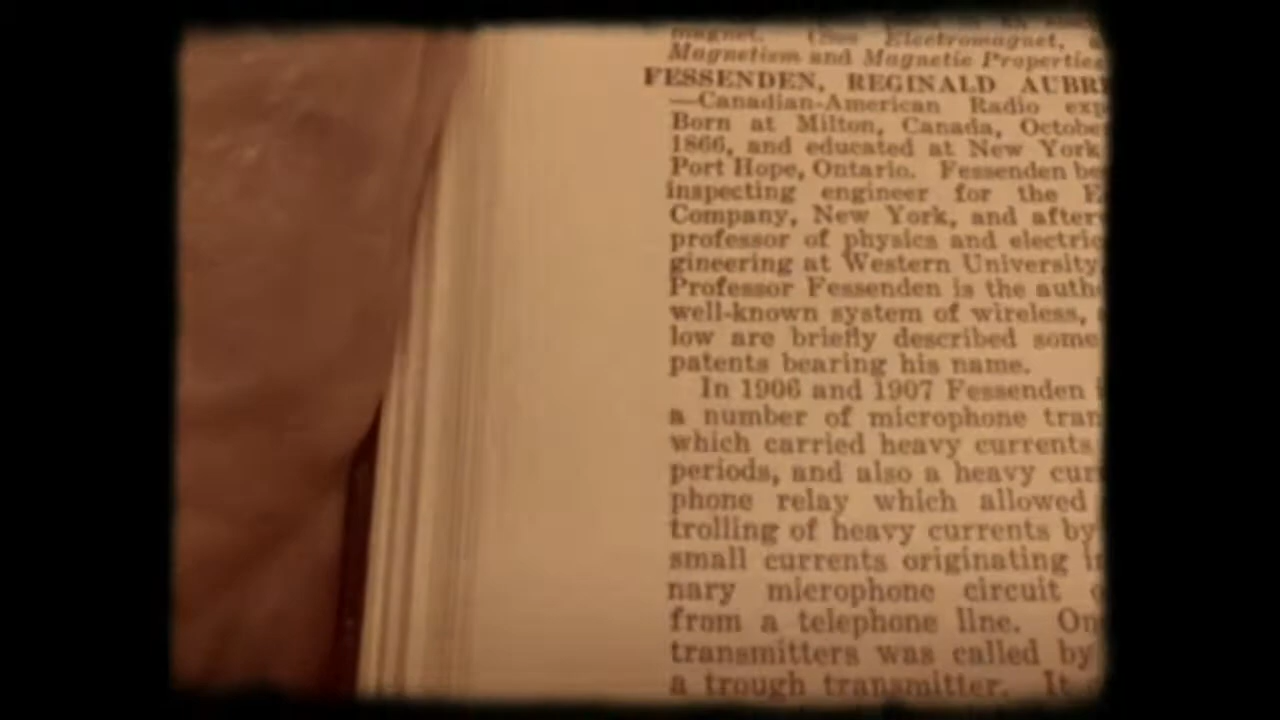 magnet. (See Electromagnet,
Magnetism and Magnetic Properties
FESSENDEN, REGINALD AUBR
—Canadian-American Radio exp
Born at Milton, Canada, Octobe
1866, and educated at New York
Port Hope, Ontario. Fessenden be
inspecting engineer for the E
Company, New York, and after
professor of physics and electric
gineering at Western University
Professor Fessenden is the auth
well-known system of wireless,
low are briefly described some
patents bearing his name.
In 1906 and 1907 Fessenden
a number of microphone tran
which carried heavy currents
periods, and also a heavy cur
phone relay which allowed
trolling of heavy currents by
small currents originating i
nary microphone circuit
from a telephone line. On
transmitters was called by
a trough transmitter. It